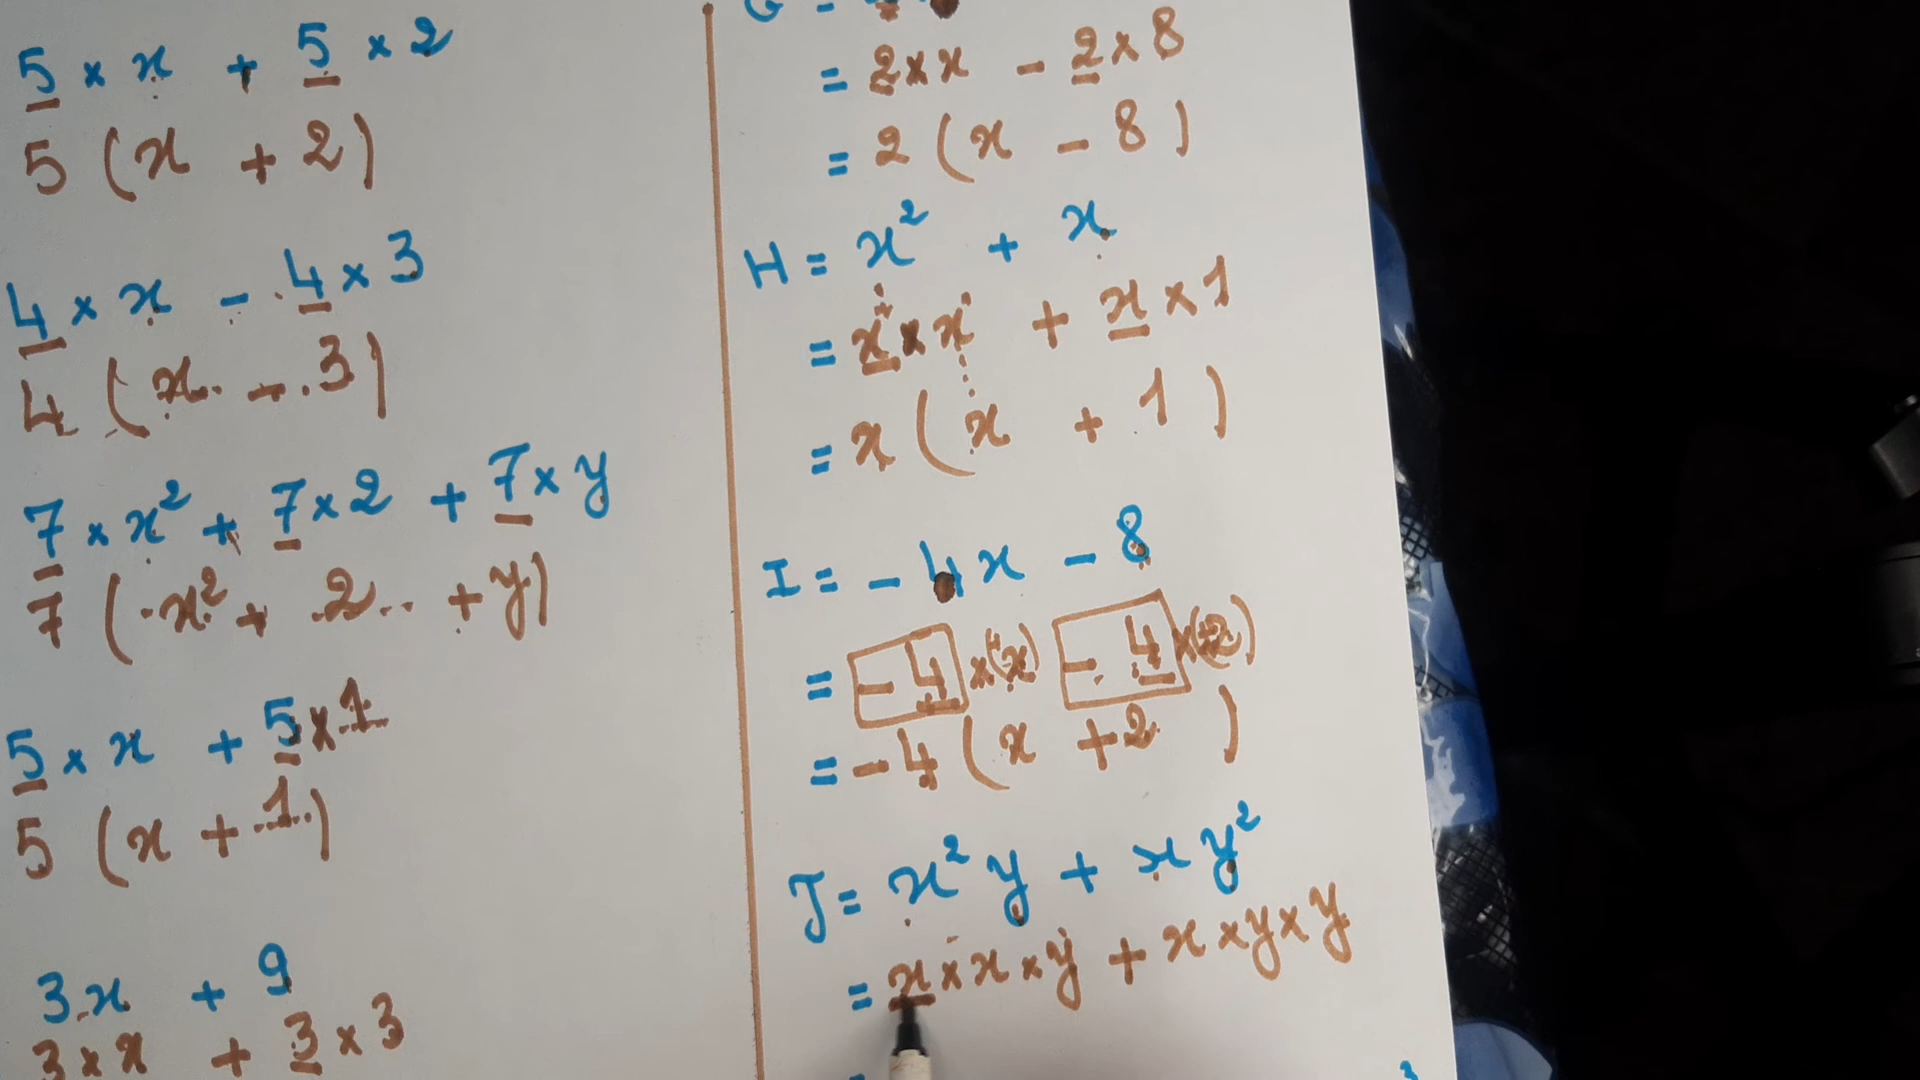 5 × x + 5 × 2
5 (x + 2)
4 × x - 4 × 3
4 (x - 3)
7 × x² + 7 × 2 + 7 × y
7 (x² + 2 + y)
5 × x + 5 × 1
5 (x + 1)
3x + 9
3 × x + 3 × 3
= 2 × x - 2 × 8
= 2 (x - 8)
H = x² + x
= x × x + x × 1
= x (x + 1)
I = - 4x - 8
= - 4 × (+x) - 4 × (+2)
= - 4 (x + 2)
J = x² y + x y²
= x × x × y + x × y × y